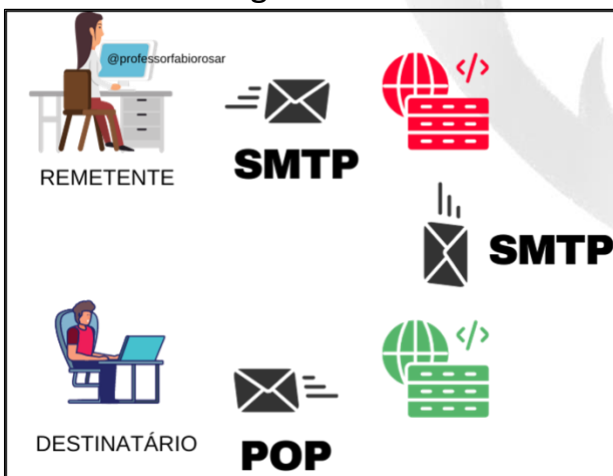 @professorfabiorosar
REMETENTE
SMTP
</>
SMTP
</>
DESTINATÁRIO
POP